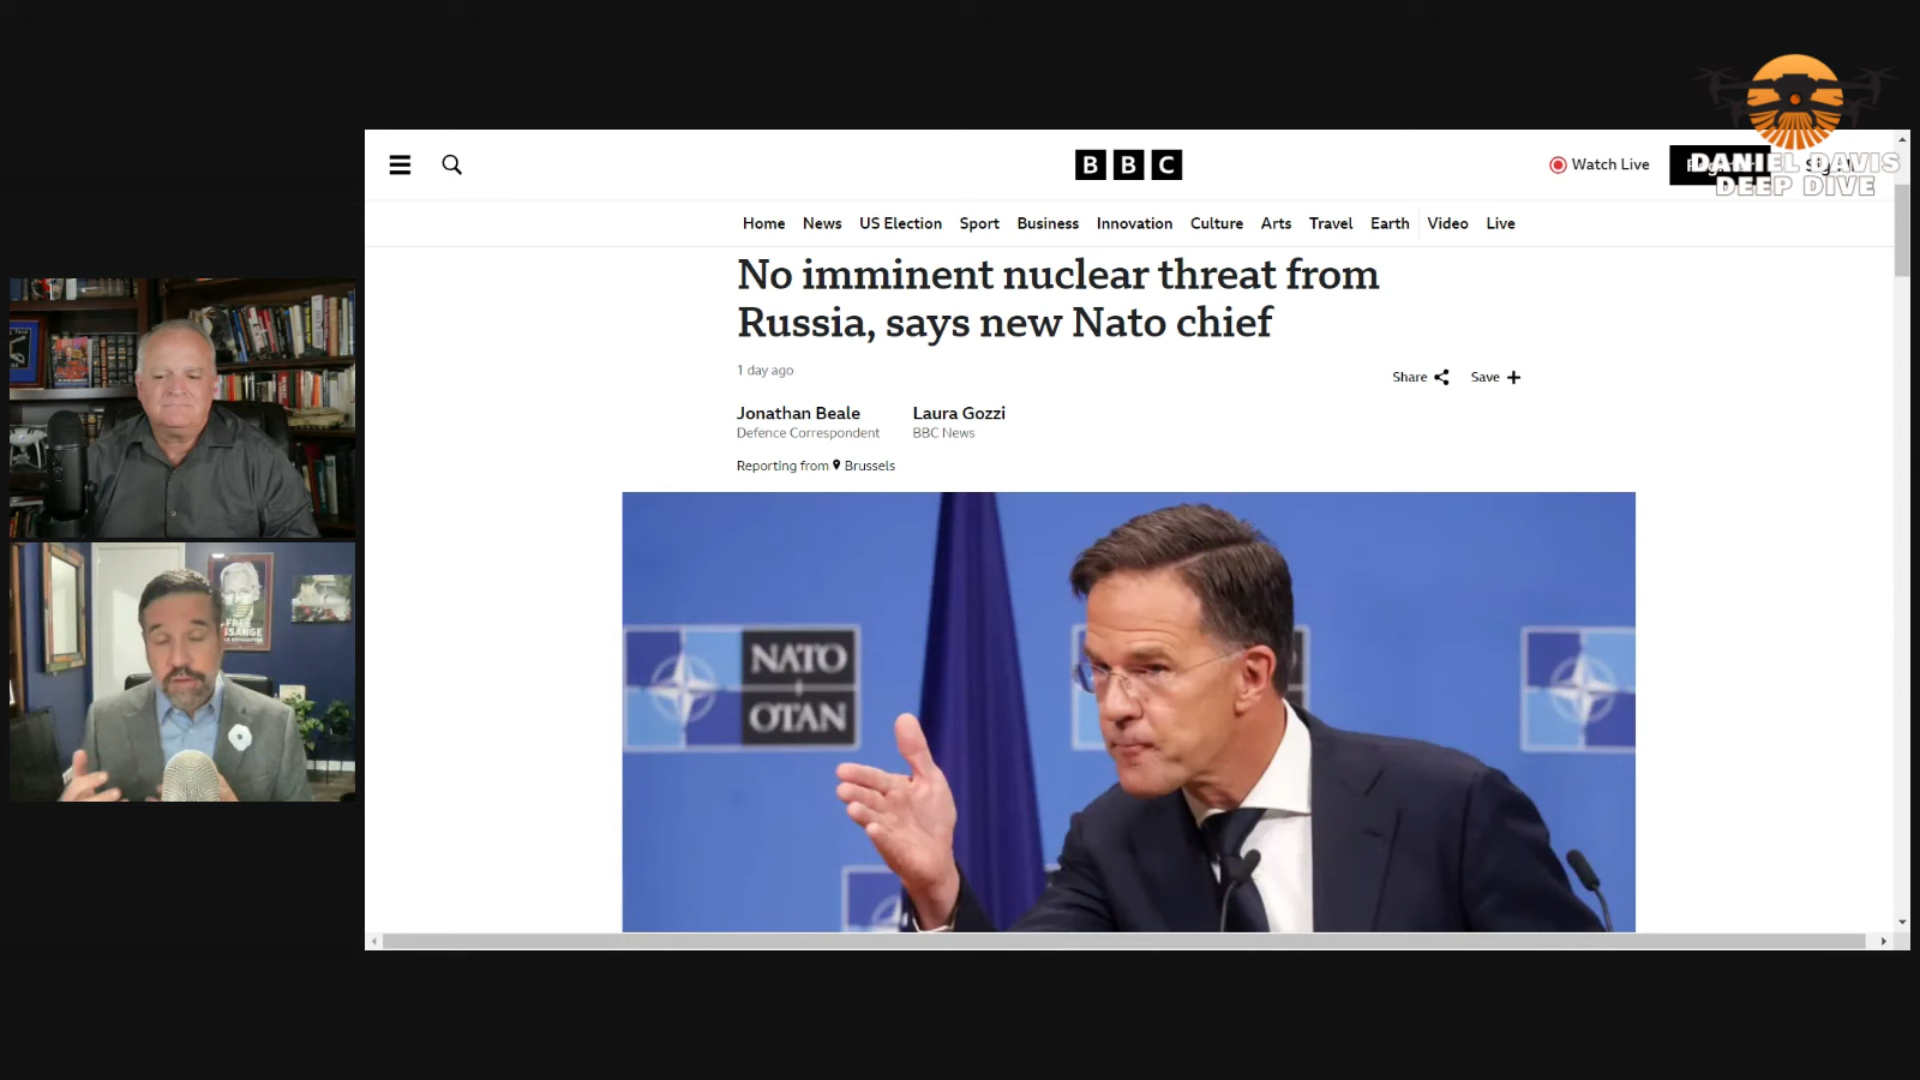 DANIEL DAVIS
DEEP DIVE
BBC
Watch Live
Home News US Election Sport Business Innovation Culture Arts Travel Earth Video Live
No imminent nuclear threat from
Russia, says new Nato chief
1 day ago
Share Save
Jonathan Beale Laura Gozzi
Defence Correspondent BBC News
Reporting from Brussels
NATO
OTAN
FREE